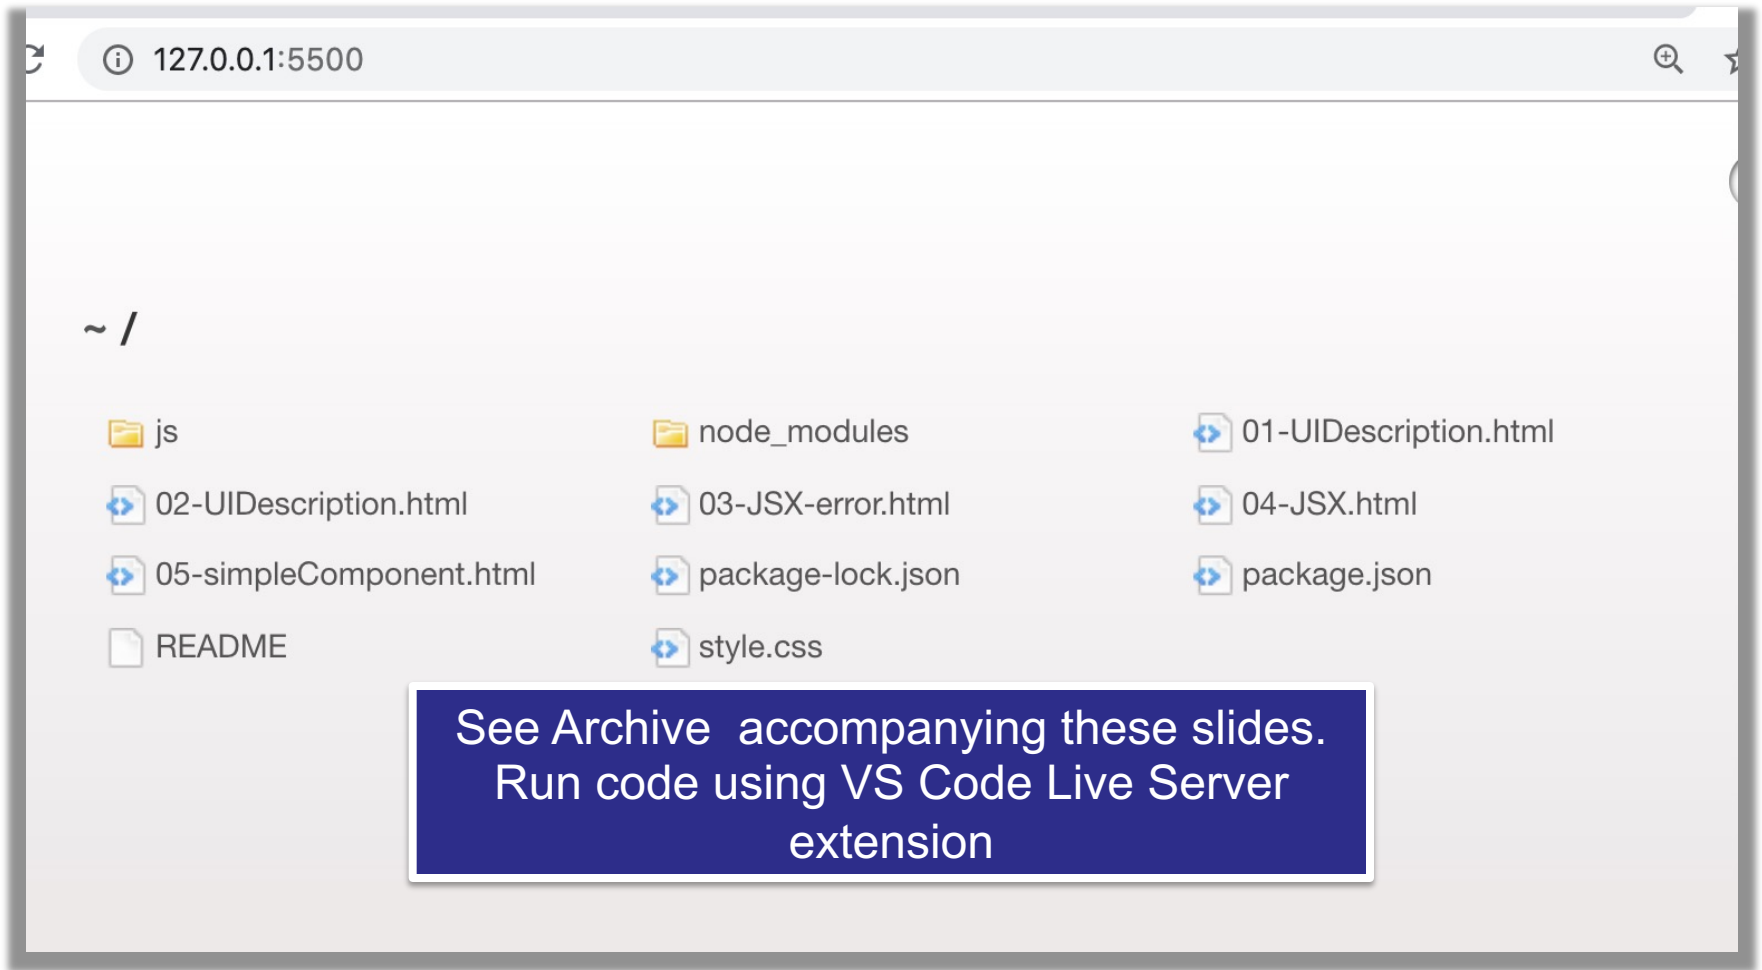 127.0.0.1:5500
~ /
js node_modules 01-UIDescription.html
02-UIDescription.html 03-JSX-error.html 04-JSX.html
05-simpleComponent.html package-lock.json package.json
README style.css
See Archive  accompanying these slides.
Run code using VS Code Live Server
extension